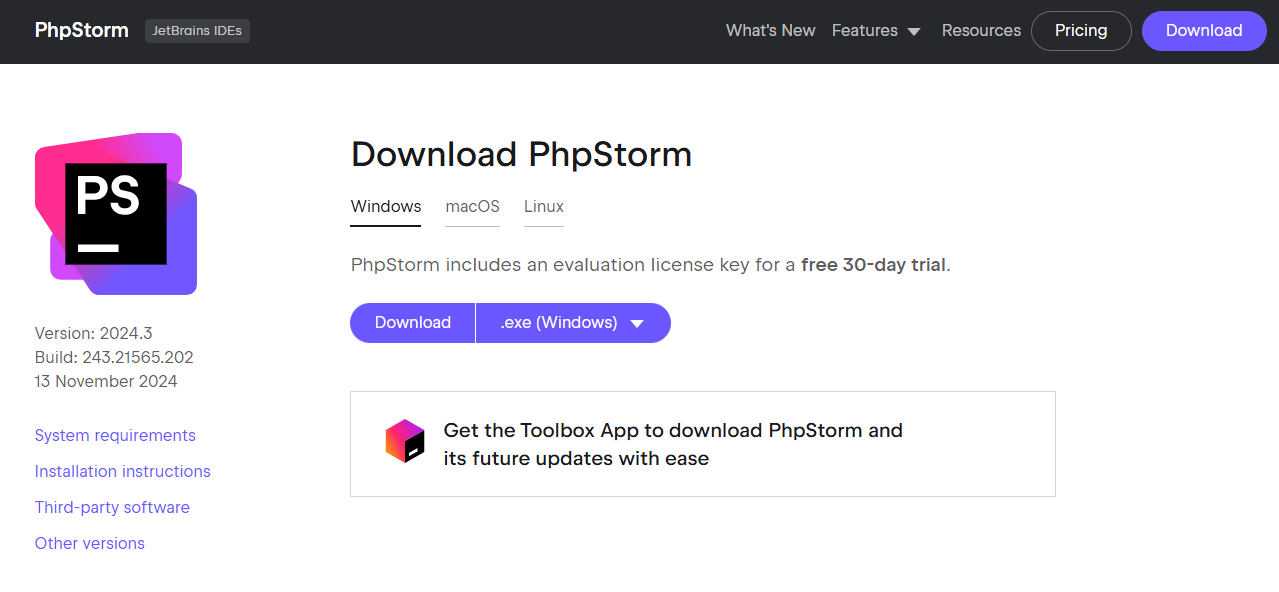 PhpStorm JetBrains IDEs What's New Features Resources Pricing Download
PS
Version: 2024.3
Build: 243.21565.202
13 November 2024
System requirements
Installation instructions
Third-party software
Other versions
Download PhpStorm
Windows macOS Linux
PhpStorm includes an evaluation license key for a free 30-day trial.
Download .exe (Windows)
Get the Toolbox App to download PhpStorm and
its future updates with ease